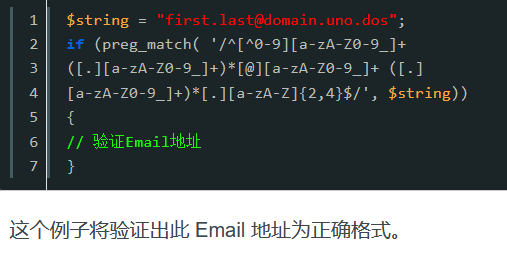 1 $string = "first.last@domain.uno.dos";
2 if (preg_match( '/^[^0-9][a-zA-Z0-9_]+
3 ([.][a-zA-Z0-9_]+)*[@][a-zA-Z0-9_]+ ([.]
4 [a-zA-Z0-9_]+)*[.][a-zA-Z]{2,4}$/', $string))
5 {
6 // 验证Email地址
7 }
这个例子将验证出此 Email 地址为正确格式。